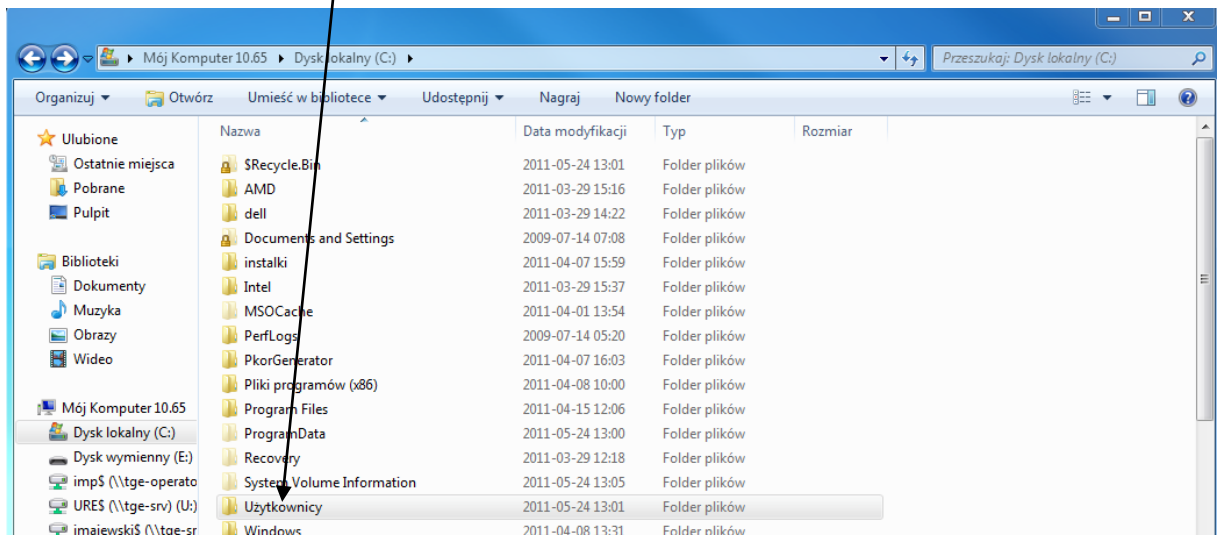 Mój Komputer 10.65 Dysk lokalny (C:) Przeszukaj: Dysk lokalny (C:)
Organizuj Otwórz Umieść w bibliotece Udostępnij Nagraj Nowy folder
Ulubione
Ostatnie miejsca
Pobrane
Pulpit
Biblioteki
Dokumenty
Muzyka
Obrazy
Wideo
Mój Komputer 10.65
Dysk lokalny (C:)
Dysk wymienny (E:)
imp$ (\\tge-operato
URE$ (\\tge-srv) (U:)
imajewski$ (\\tge-sr
Nazwa Data modyfikacji Typ Rozmiar
$Recycle.Bin 2011-05-24 13:01 Folder plików
AMD 2011-03-29 15:16 Folder plików
dell 2011-03-29 14:22 Folder plików
Documents and Settings 2009-07-14 07:08 Folder plików
instalki 2011-04-07 15:59 Folder plików
Intel 2011-03-29 15:37 Folder plików
MSOCache 2011-04-01 13:54 Folder plików
PerfLogs 2009-07-14 05:20 Folder plików
PkorGenerator 2011-04-07 16:03 Folder plików
Pliki programów (x86) 2011-04-08 10:00 Folder plików
Program Files 2011-04-15 12:06 Folder plików
ProgramData 2011-05-24 13:00 Folder plików
Recovery 2011-03-29 12:18 Folder plików
System Volume Information 2011-05-24 13:05 Folder plików
Użytkownicy 2011-05-24 13:01 Folder plików
Windows 2011-04-08 13:31 Folder plików